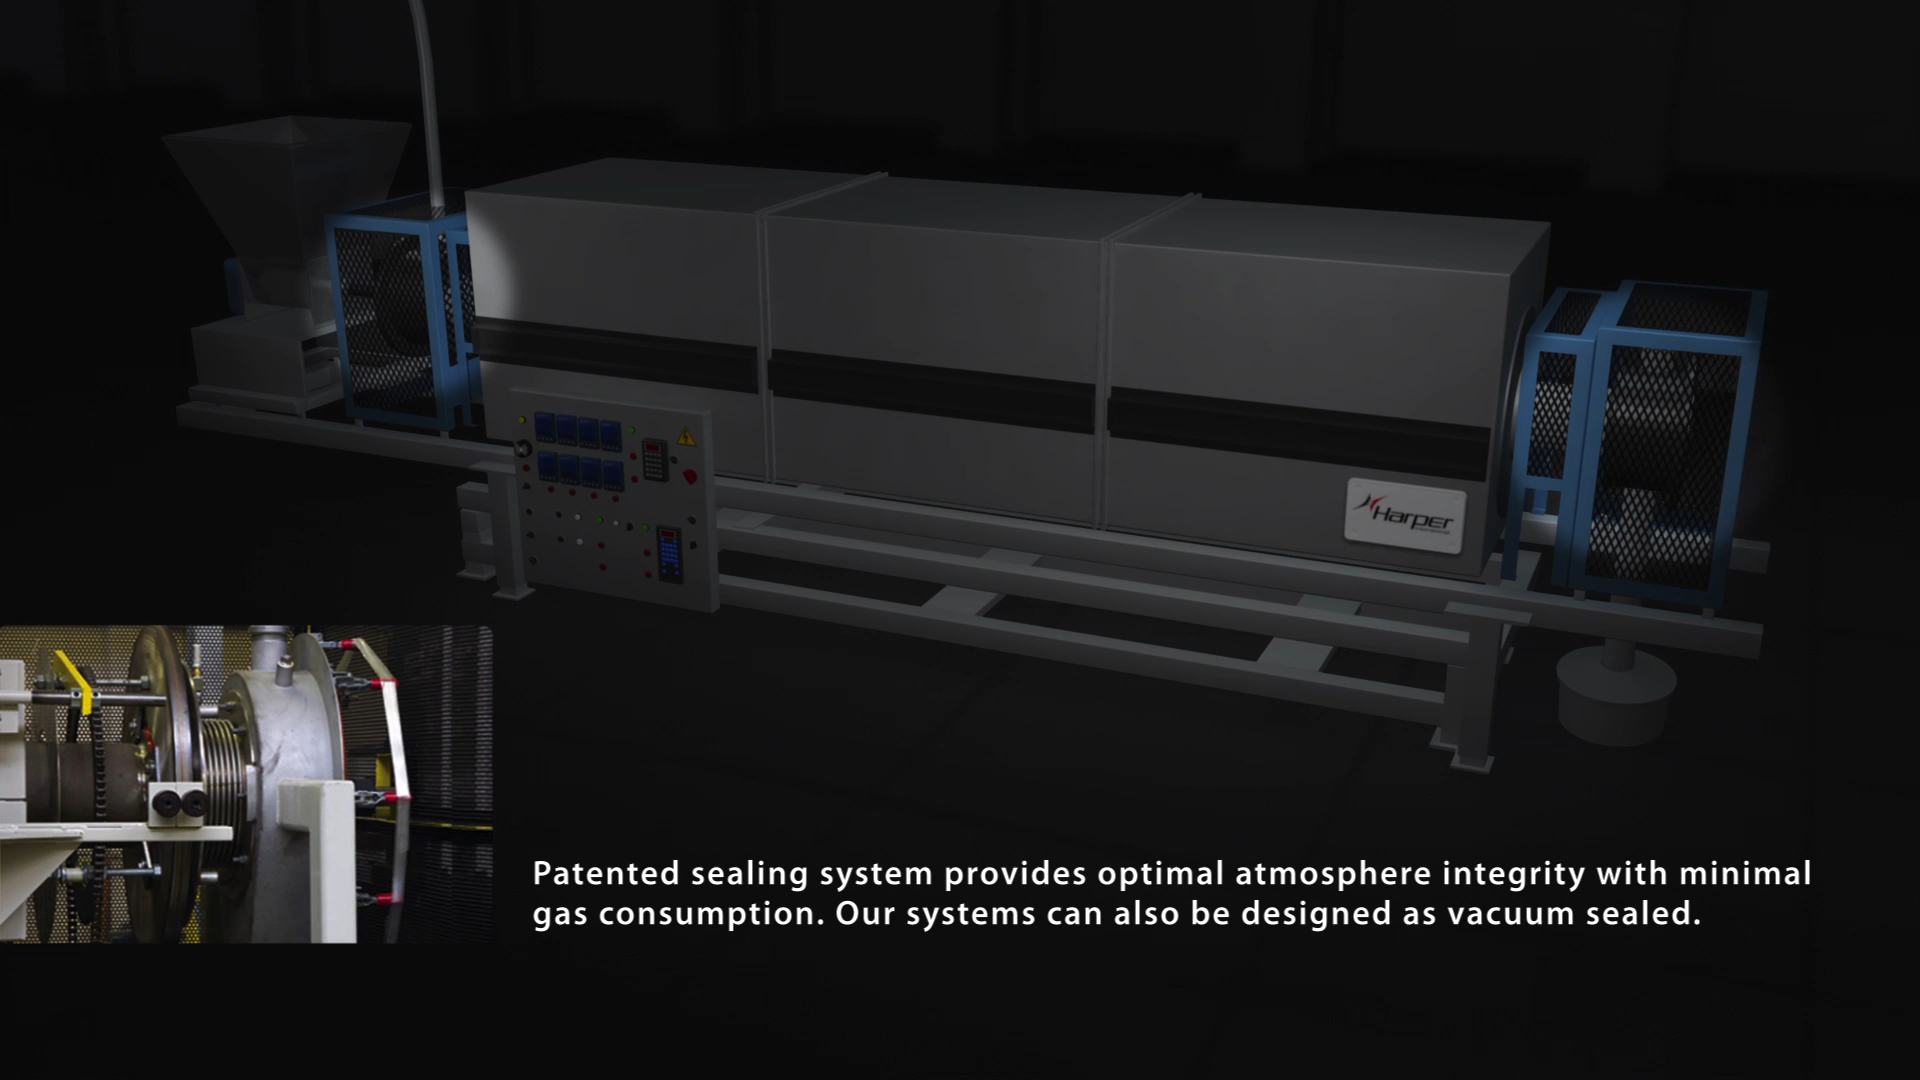 Harper
Patented sealing system provides optimal atmosphere integrity with minimal
gas consumption. Our systems can also be designed as vacuum sealed.